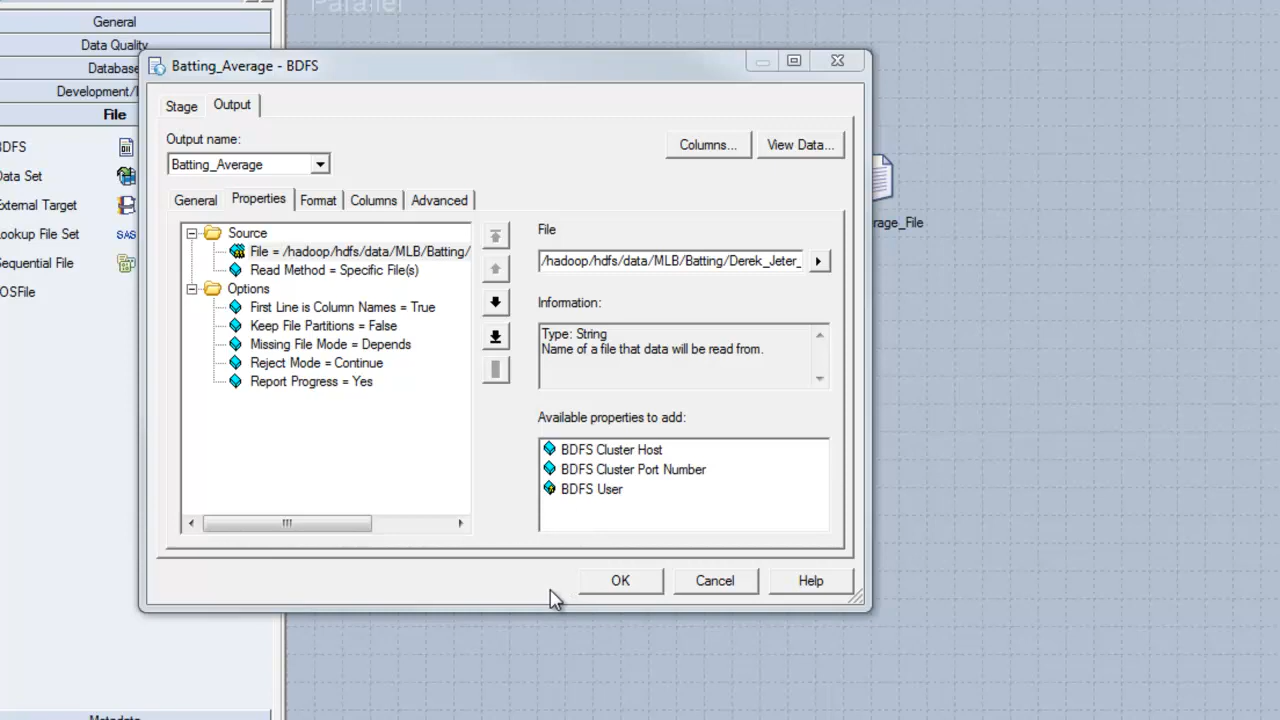 Parallel
General
Data Quality
Database
Development/
File
BDFS
Data Set
External Target
Lookup File Set
SAS
Sequential File
ZOSFile
Metadata
Batting_Average - BDFS
Stage
Output
Output name:
Batting_Average
Columns...
View Data...
General
Properties
Format
Columns
Advanced
Source
File = /hadoop/hdfs/data/MLB/Batting/
Read Method = Specific File(s)
Options
First Line is Column Names = True
Keep File Partitions = False
Missing File Mode = Depends
Reject Mode = Continue
Report Progress = Yes
File
/hadoop/hdfs/data/MLB/Batting/Derek_Jeter_
Information:
Type: String
Name of a file that data will be read from.
Available properties to add:
BDFS Cluster Host
BDFS Cluster Port Number
BDFS User
OK
Cancel
Help
rage_File